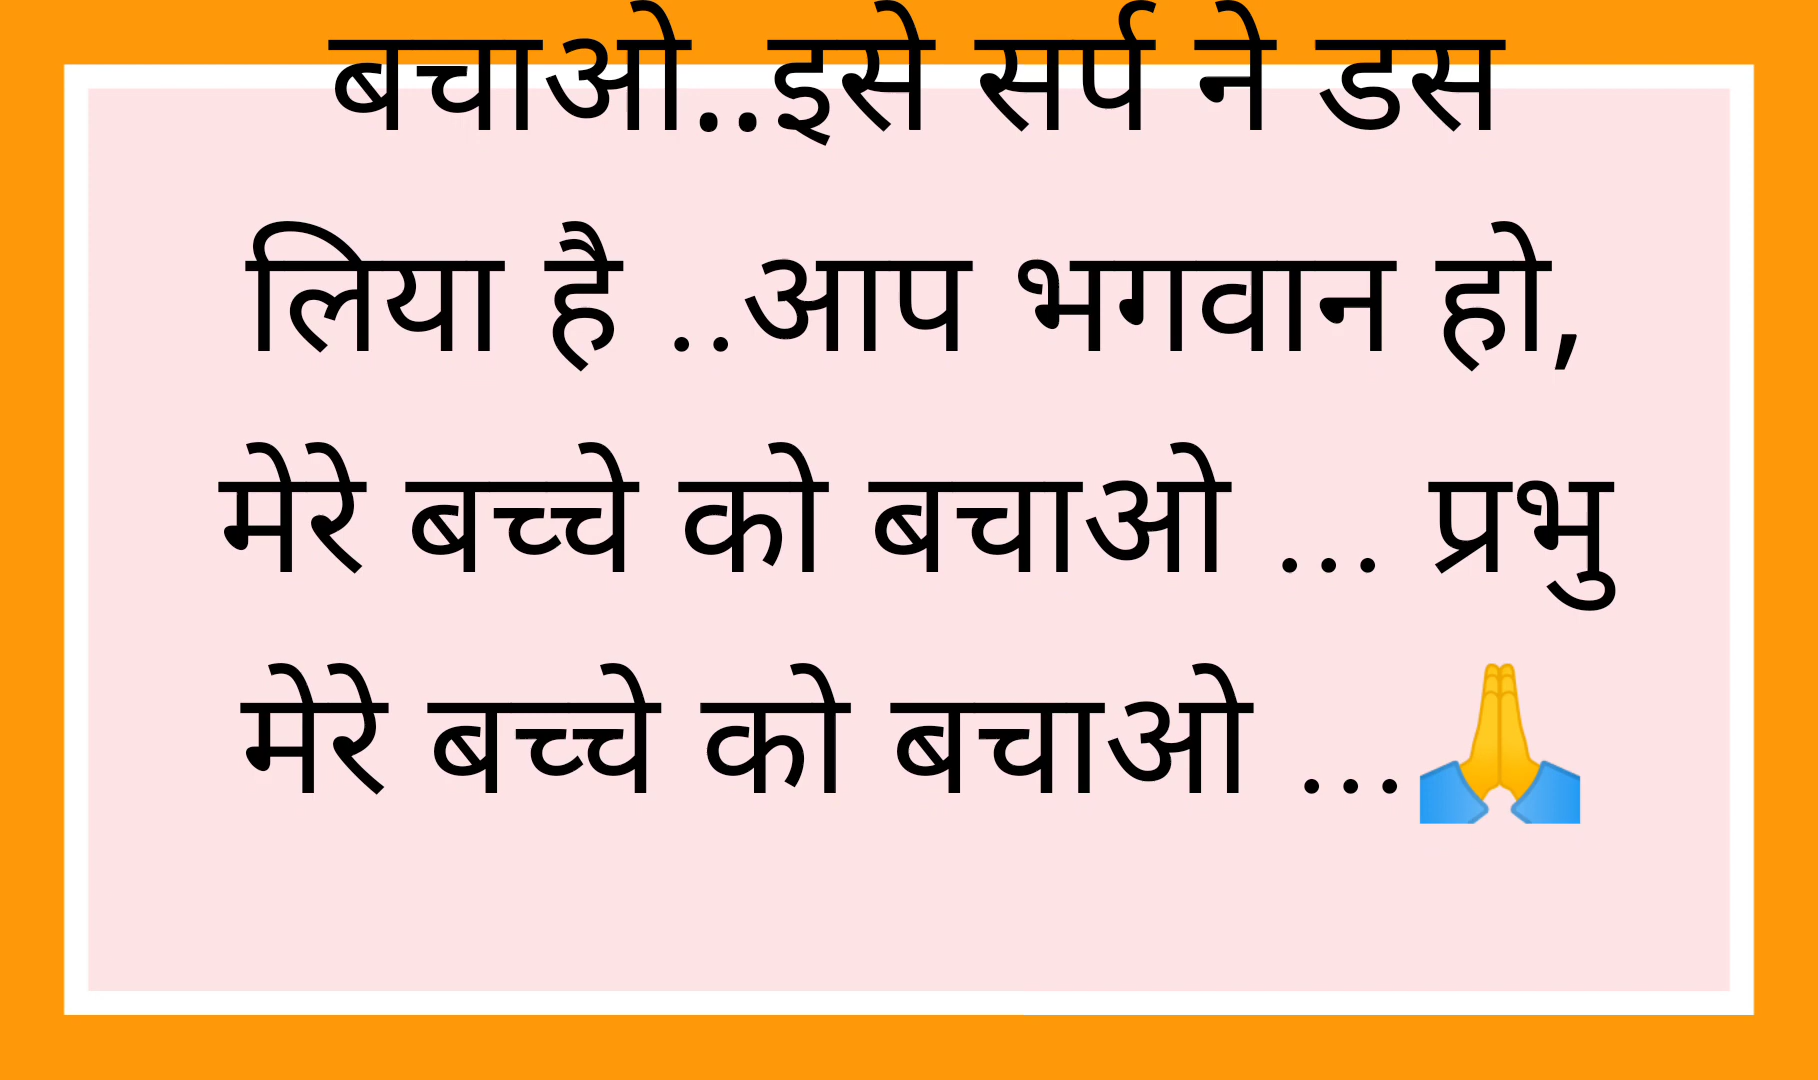 बचाओ..इसे सर्प ने डस
लिया है ..आप भगवान हो,
मेरे बच्चे को बचाओ ... प्रभु
मेरे बच्चे को बचाओ ...🙏